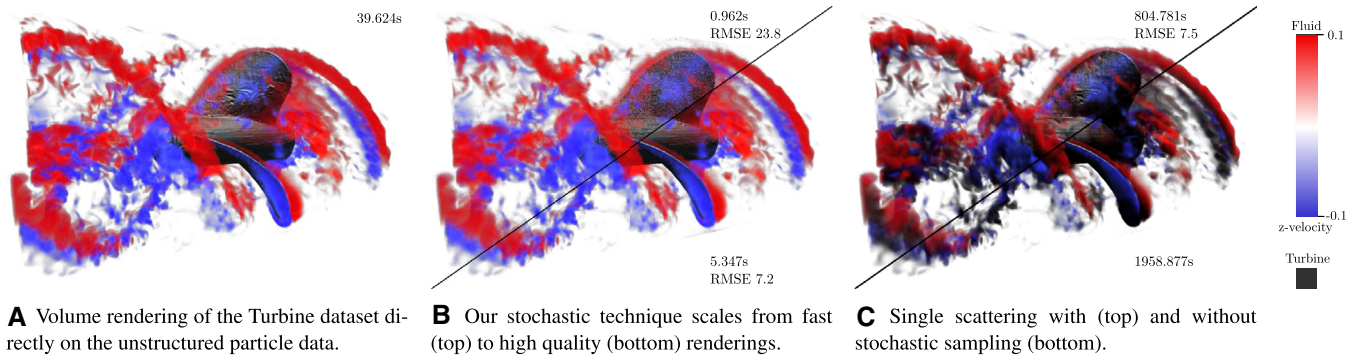 39.624s
0.962s
RMSE 23.8
5.347s
RMSE 7.2
804.781s
RMSE 7.5
1958.877s
Fluid
0.1
-0.1
z-velocity
Turbine
A Volume rendering of the Turbine dataset di-
rectly on the unstructured particle data.
B Our stochastic technique scales from fast
(top) to high quality (bottom) renderings.
C Single scattering with (top) and without
stochastic sampling (bottom).